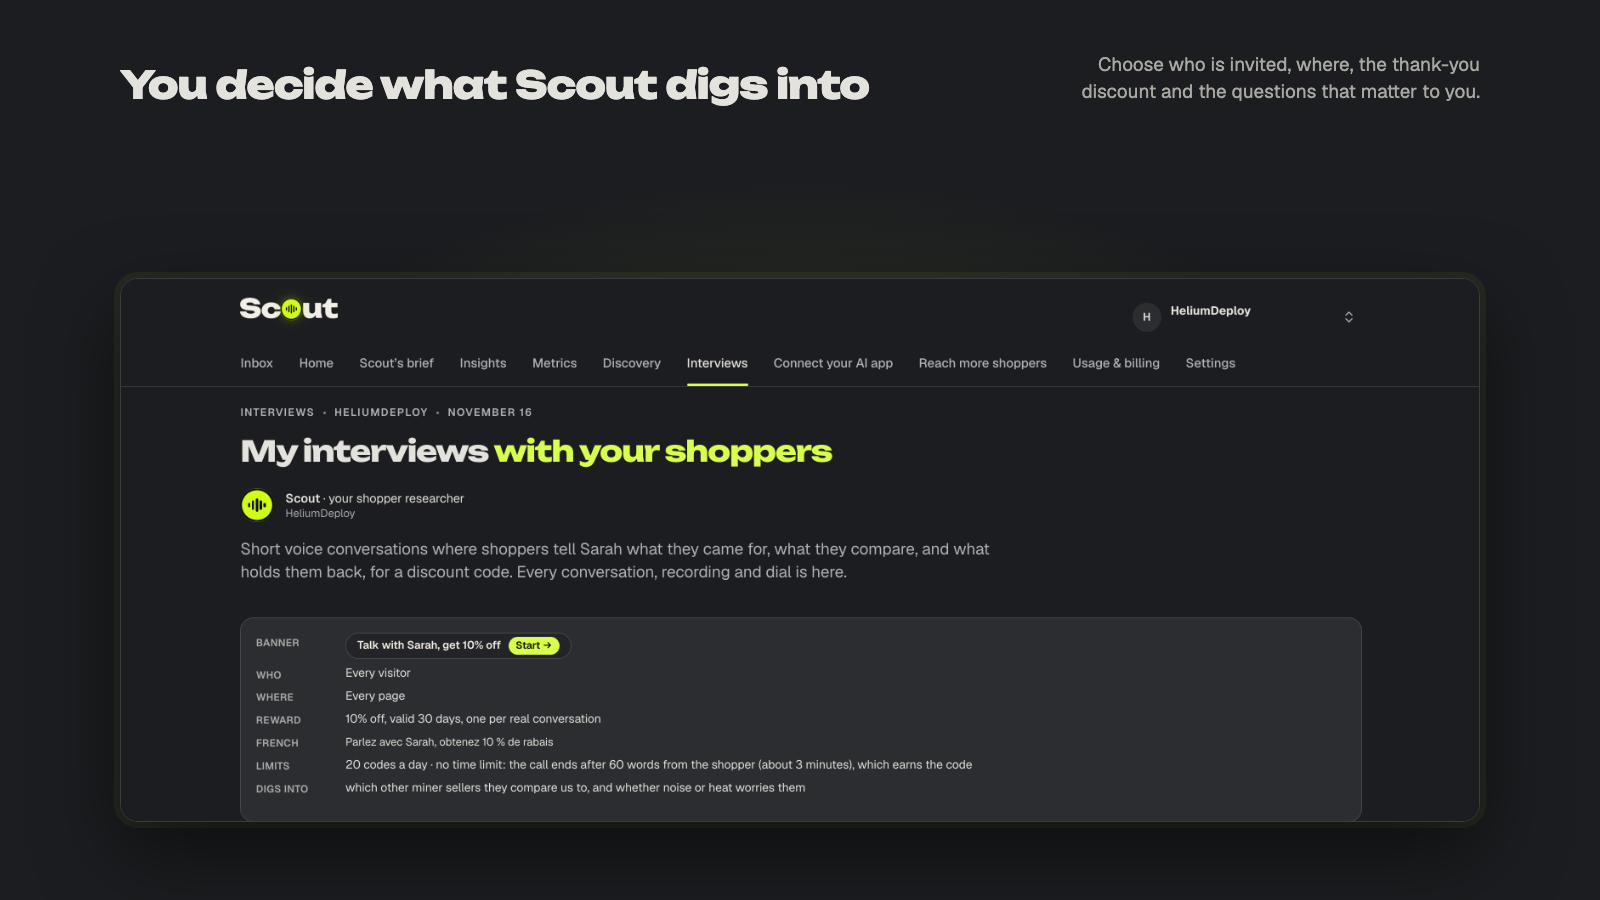 You decide what Scout digs into
Choose who is invited, where, the thank-you
discount and the questions that matter to you.
Scout
H
HeliumDeploy
Inbox
Home
Scout's brief
Insights
Metrics
Discovery
Interviews
Connect your AI app
Reach more shoppers
Usage & billing
Settings
INTERVIEWS • HELIUMDEPLOY • NOVEMBER 16
My interviews with your shoppers
Scout · your shopper researcher
HeliumDeploy
Short voice conversations where shoppers tell Sarah what they came for, what they compare, and what
holds them back, for a discount code. Every conversation, recording and dial is here.
BANNER Talk with Sarah, get 10% off Start →
WHO Every visitor
WHERE Every page
REWARD 10% off, valid 30 days, one per real conversation
FRENCH Parlez avec Sarah, obtenez 10 % de rabais
LIMITS 20 codes a day · no time limit: the call ends after 60 words from the shopper (about 3 minutes), which earns the code
DIGS INTO which other miner sellers they compare us to, and whether noise or heat worries them